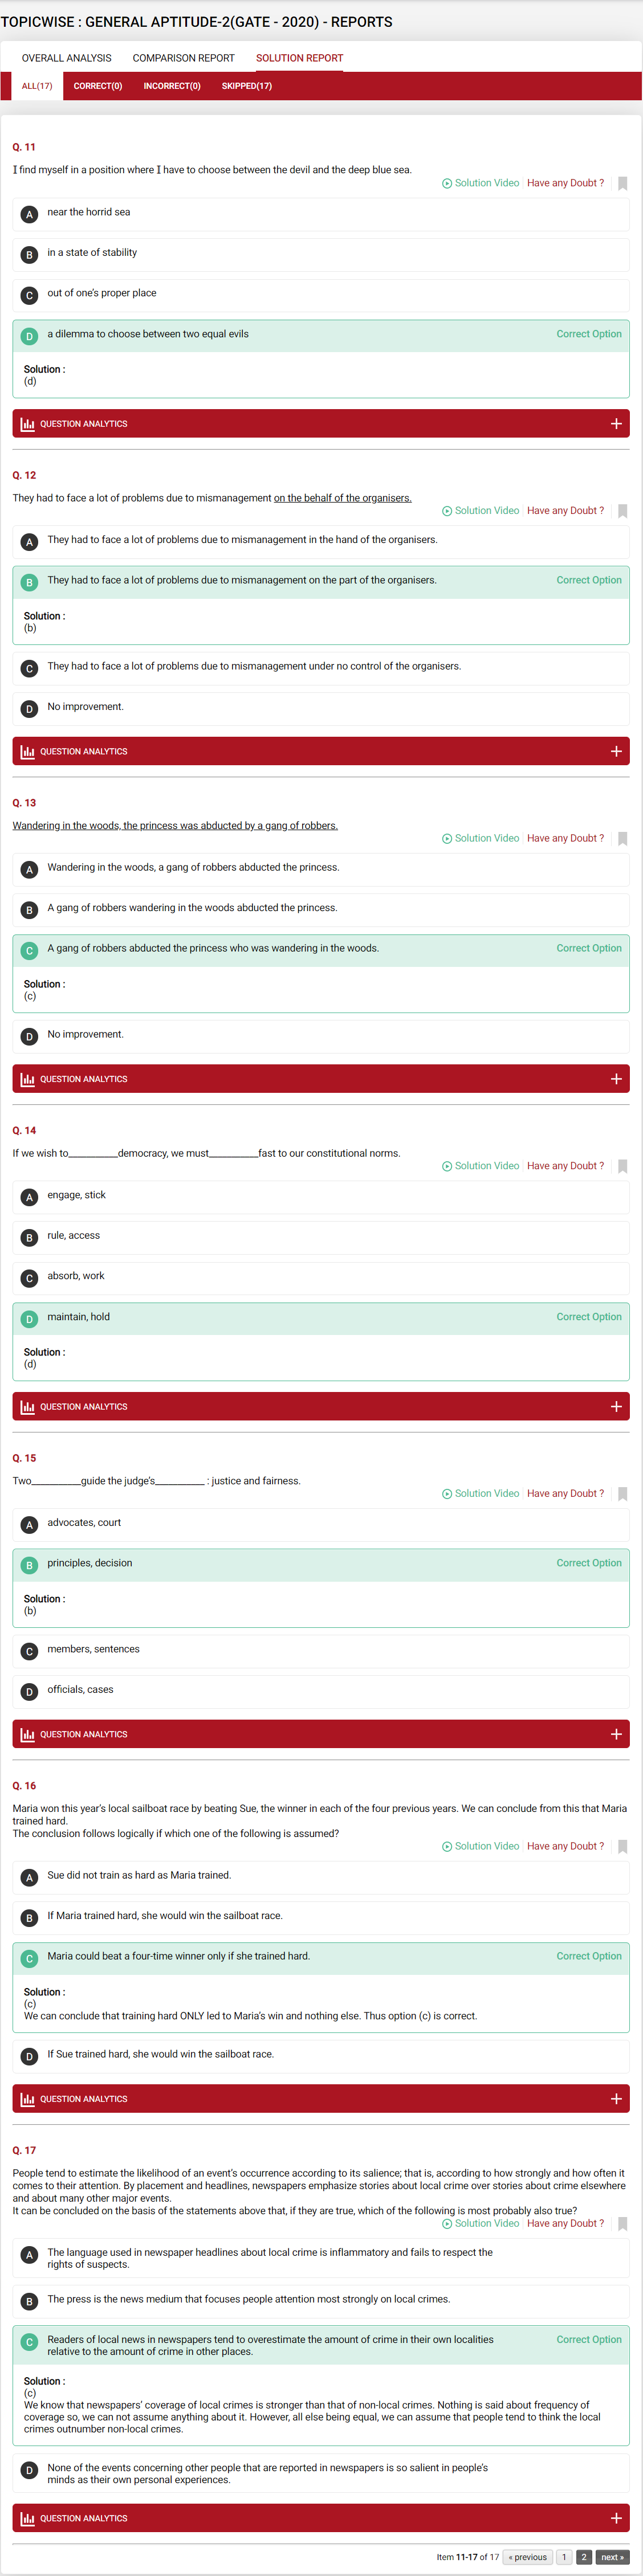 TOPICWISE : GENERAL APTITUDE-2(GATE - 2020) - REPORTS
OVERALL ANALYSIS COMPARISON REPORT SOLUTION REPORT
ALL(17) CORRECT(0) INCORRECT(0) SKIPPED(17)
Q. 11
I find myself in a position where I have to choose between the devil and the deep blue sea.
Solution Video Have any Doubt ?
A near the horrid sea
B in a state of stability
C out of one's proper place
D a dilemma to choose between two equal evils Correct Option
Solution :
(d)
QUESTION ANALYTICS +
Q. 12
They had to face a lot of problems due to mismanagement on the behalf of the organisers.
Solution Video Have any Doubt ?
A They had to face a lot of problems due to mismanagement in the hand of the organisers.
B They had to face a lot of problems due to mismanagement on the part of the organisers. Correct Option
Solution :
(b)
C They had to face a lot of problems due to mismanagement under no control of the organisers.
D No improvement.
QUESTION ANALYTICS +
Q. 13
Wandering in the woods, the princess was abducted by a gang of robbers.
Solution Video Have any Doubt ?
A Wandering in the woods, a gang of robbers abducted the princess.
B A gang of robbers wandering in the woods abducted the princess.
C A gang of robbers abducted the princess who was wandering in the woods. Correct Option
Solution :
(c)
D No improvement.
QUESTION ANALYTICS +
Q. 14
If we wish to__________democracy, we must__________fast to our constitutional norms.
Solution Video Have any Doubt ?
A engage, stick
B rule, access
C absorb, work
D maintain, hold Correct Option
Solution :
(d)
QUESTION ANALYTICS +
Q. 15
Two__________guide the judge's__________ : justice and fairness.
Solution Video Have any Doubt ?
A advocates, court
B principles, decision Correct Option
Solution :
(b)
C members, sentences
D officials, cases
QUESTION ANALYTICS +
Q. 16
Maria won this year's local sailboat race by beating Sue, the winner in each of the four previous years. We can conclude from this that Maria
trained hard.
The conclusion follows logically if which one of the following is assumed?
Solution Video Have any Doubt ?
A Sue did not train as hard as Maria trained.
B If Maria trained hard, she would win the sailboat race.
C Maria could beat a four-time winner only if she trained hard. Correct Option
Solution :
(c)
We can conclude that training hard ONLY led to Maria's win and nothing else. Thus option (c) is correct.
D If Sue trained hard, she would win the sailboat race.
QUESTION ANALYTICS +
Q. 17
People tend to estimate the likelihood of an event's occurrence according to its salience; that is, according to how strongly and how often it
comes to their attention. By placement and headlines, newspapers emphasize stories about local crime over stories about crime elsewhere
and about many other major events.
It can be concluded on the basis of the statements above that, if they are true, which of the following is most probably also true?
Solution Video Have any Doubt ?
A The language used in newspaper headlines about local crime is inflammatory and fails to respect the
rights of suspects.
B The press is the news medium that focuses people attention most strongly on local crimes.
C Readers of local news in newspapers tend to overestimate the amount of crime in their own localities Correct Option
relative to the amount of crime in other places.
Solution :
(c)
We know that newspapers' coverage of local crimes is stronger than that of non-local crimes. Nothing is said about frequency of
coverage so, we can not assume anything about it. However, all else being equal, we can assume that people tend to think the local
crimes outnumber non-local crimes.
D None of the events concerning other people that are reported in newspapers is so salient in people's
minds as their own personal experiences.
QUESTION ANALYTICS +
Item 11-17 of 17 « previous 1 2 next »